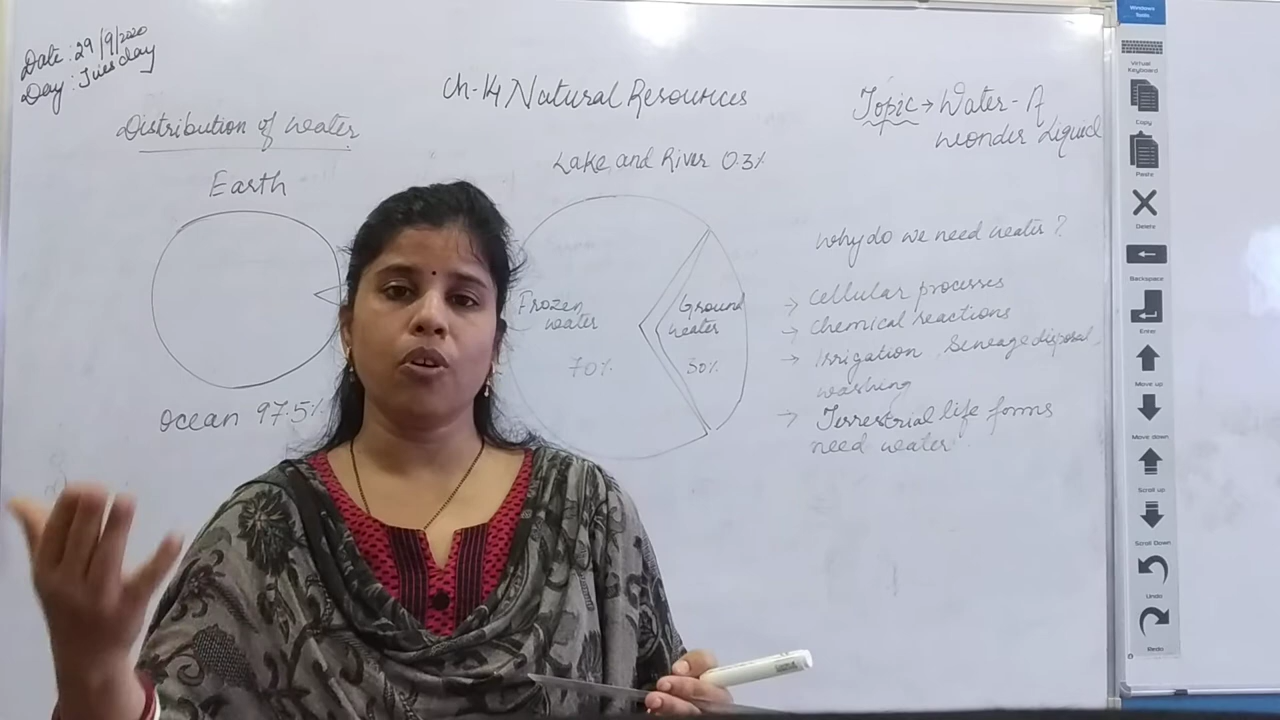 Date: 29/9/2020
Day: Tuesday
Ch-14 Natural Resources
Topic → Water - A
Wonder Liquid
Distribution of water
Earth
Ocean 97.5%
Lake and River 0.3%
Frozen
water
70%
Ground
water
30%
Why do we need water?
→ Cellular processes
→ Chemical reactions
→ Irrigation, Sewage disposal,
washing
→ Terrestrial life forms
need water.
Windows
Tools
Virtual
Keyboard
Copy
Paste
Delete
Backspace
Enter
Move up
Move down
Scroll up
Scroll Down
Undo
Redo